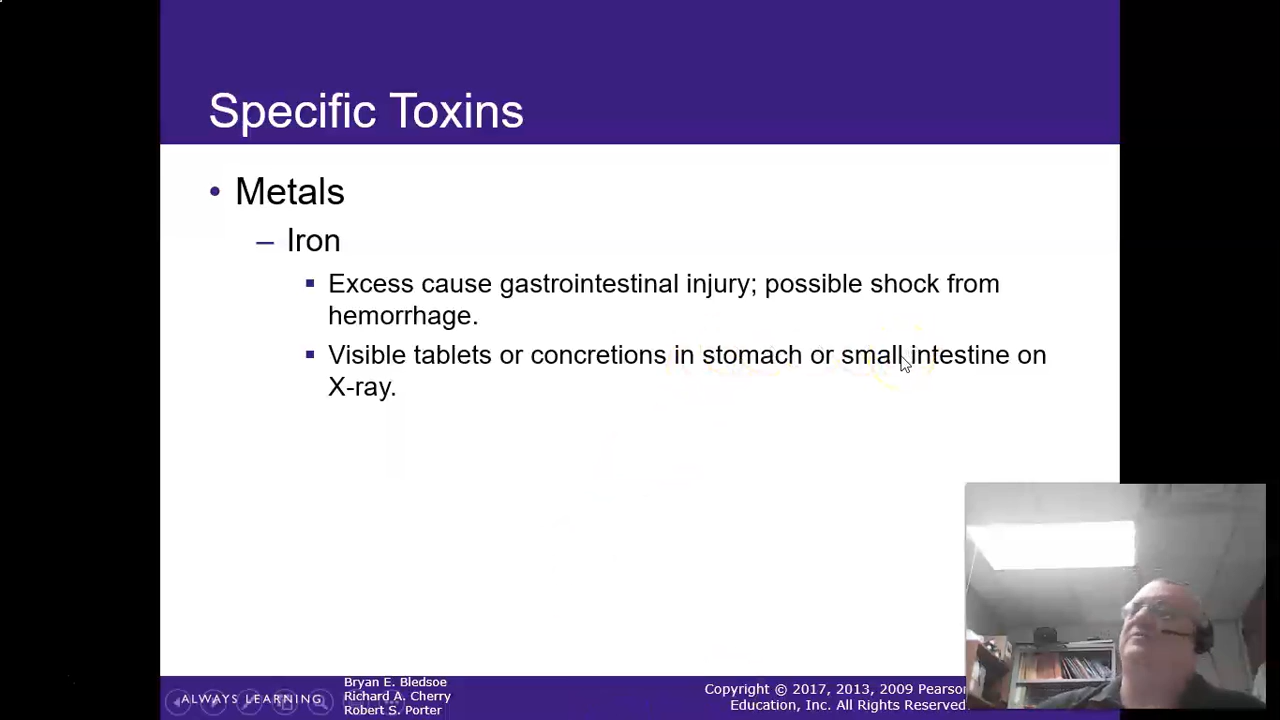 Specific Toxins
• Metals
– Iron
▪ Excess cause gastrointestinal injury; possible shock from
hemorrhage.
▪ Visible tablets or concretions in stomach or small intestine on
X-ray.
ALWAYS LEARNING
Bryan E. Bledsoe
Richard A. Cherry
Robert S. Porter
Copyright © 2017, 2013, 2009 Pearson
Education, Inc. All Rights Reserved.